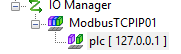 IO Manager
ModbusTCPIP01
plc [ 127.0.0.1 ]